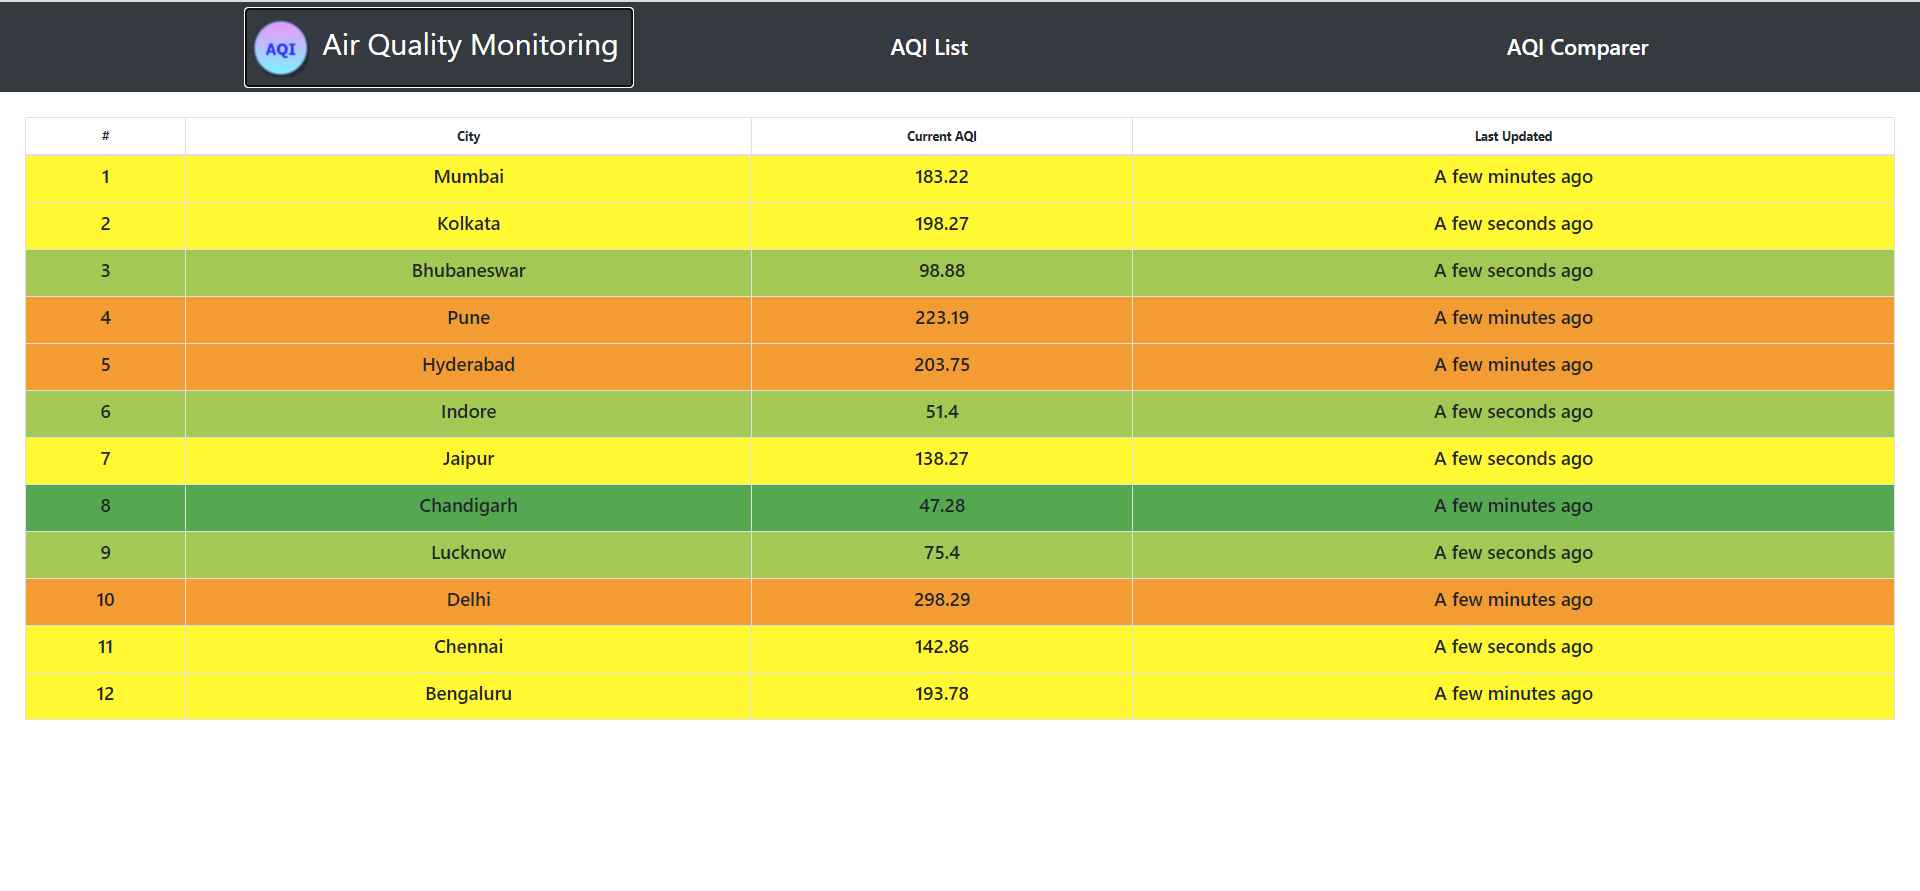 AQI Air Quality Monitoring AQI List AQI Comparer
# City Current AQI Last Updated
1 Mumbai 183.22 A few minutes ago
2 Kolkata 198.27 A few seconds ago
3 Bhubaneswar 98.88 A few seconds ago
4 Pune 223.19 A few minutes ago
5 Hyderabad 203.75 A few minutes ago
6 Indore 51.4 A few seconds ago
7 Jaipur 138.27 A few seconds ago
8 Chandigarh 47.28 A few minutes ago
9 Lucknow 75.4 A few seconds ago
10 Delhi 298.29 A few minutes ago
11 Chennai 142.86 A few seconds ago
12 Bengaluru 193.78 A few minutes ago